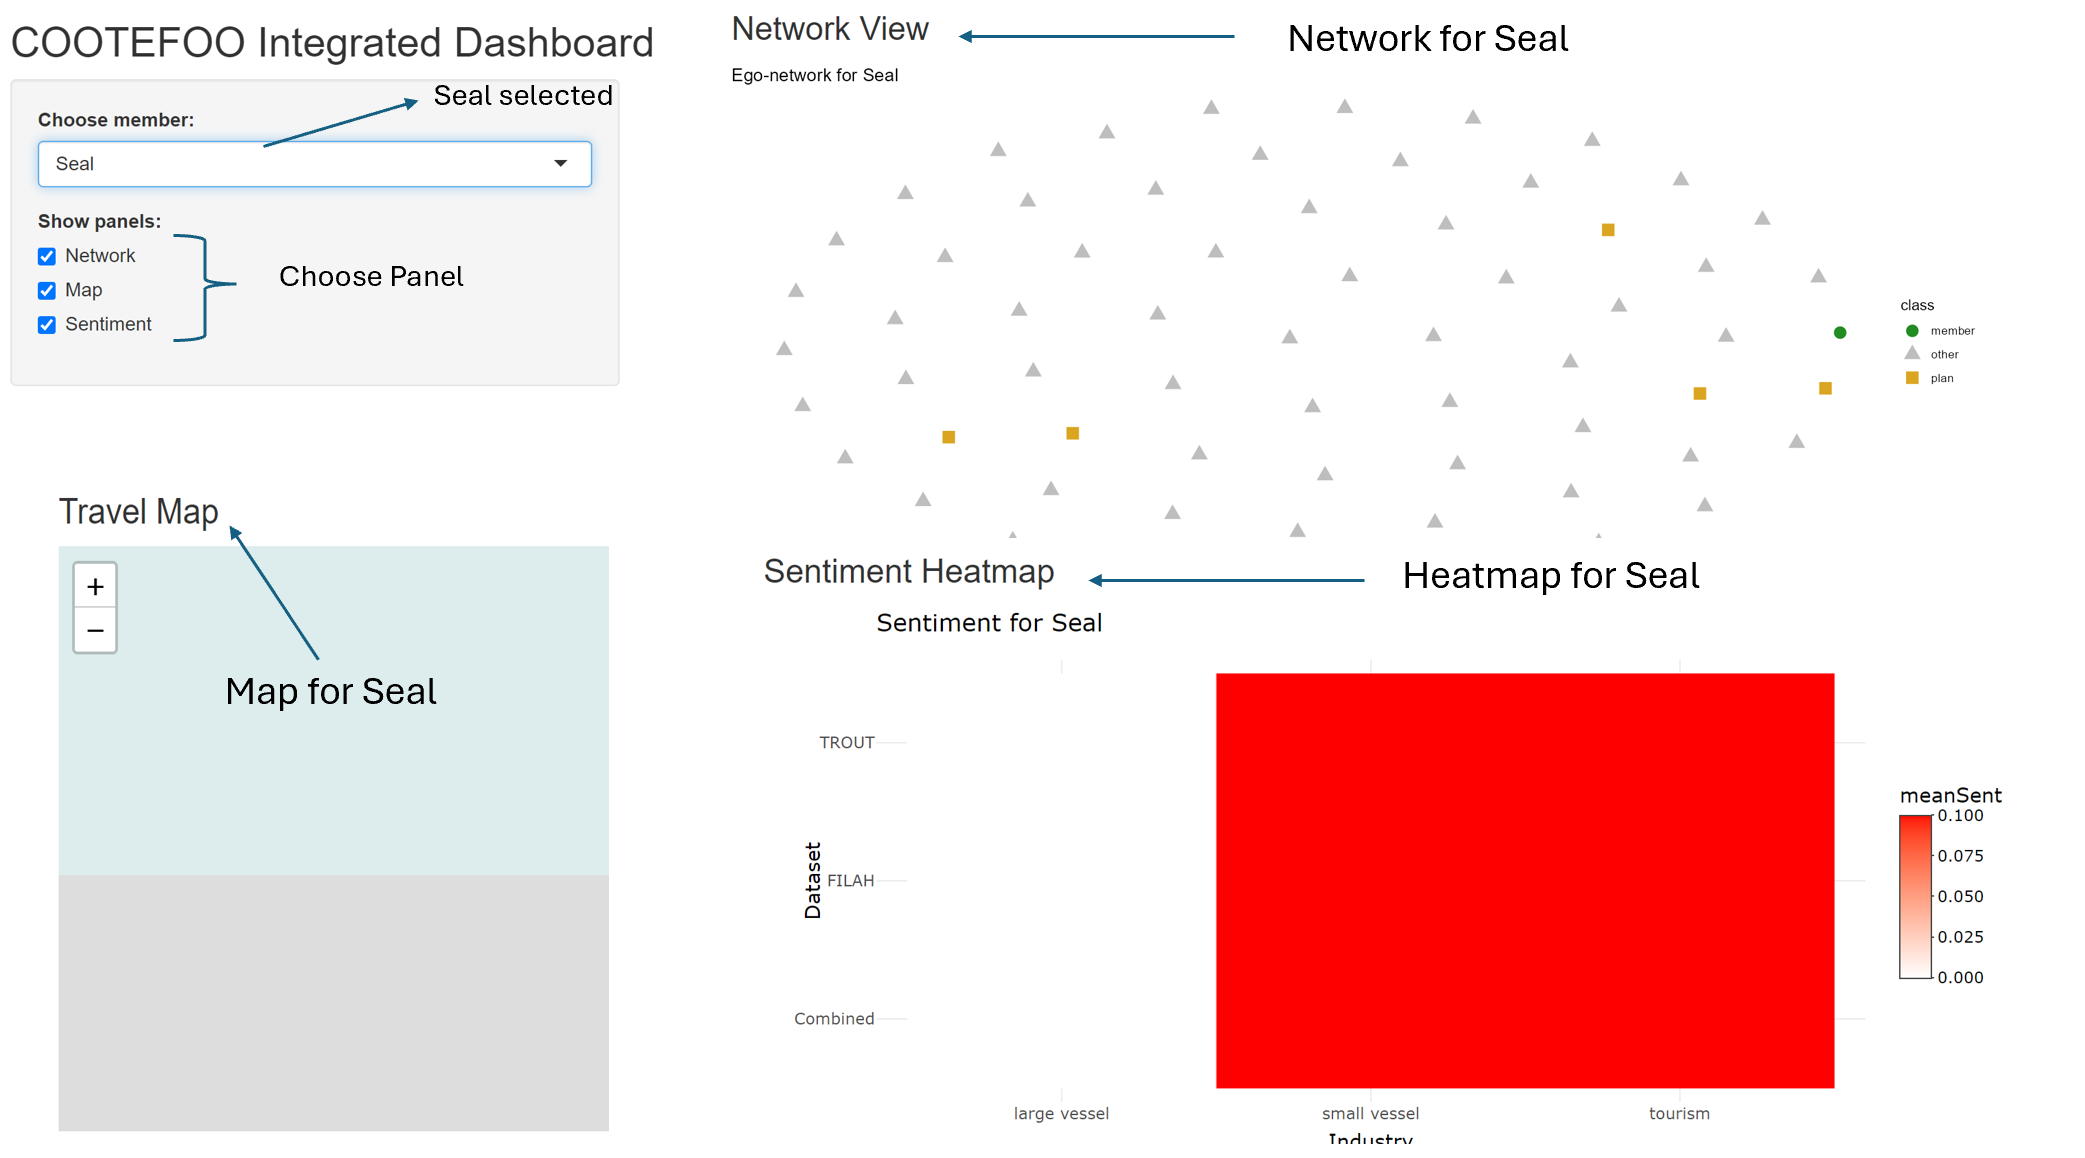 COOTEFOO Integrated Dashboard
Seal selected
Choose member:
Seal
Show panels:
Network
Map
Sentiment
Choose Panel
Network View
Network for Seal
Ego-network for Seal
class
member
other
plan
Travel Map
+
−
Map for Seal
Sentiment Heatmap
Heatmap for Seal
Sentiment for Seal
TROUT
FILAH
Combined
Dataset
large vessel
small vessel
tourism
Industry
meanSent
0.100
0.075
0.050
0.025
0.000